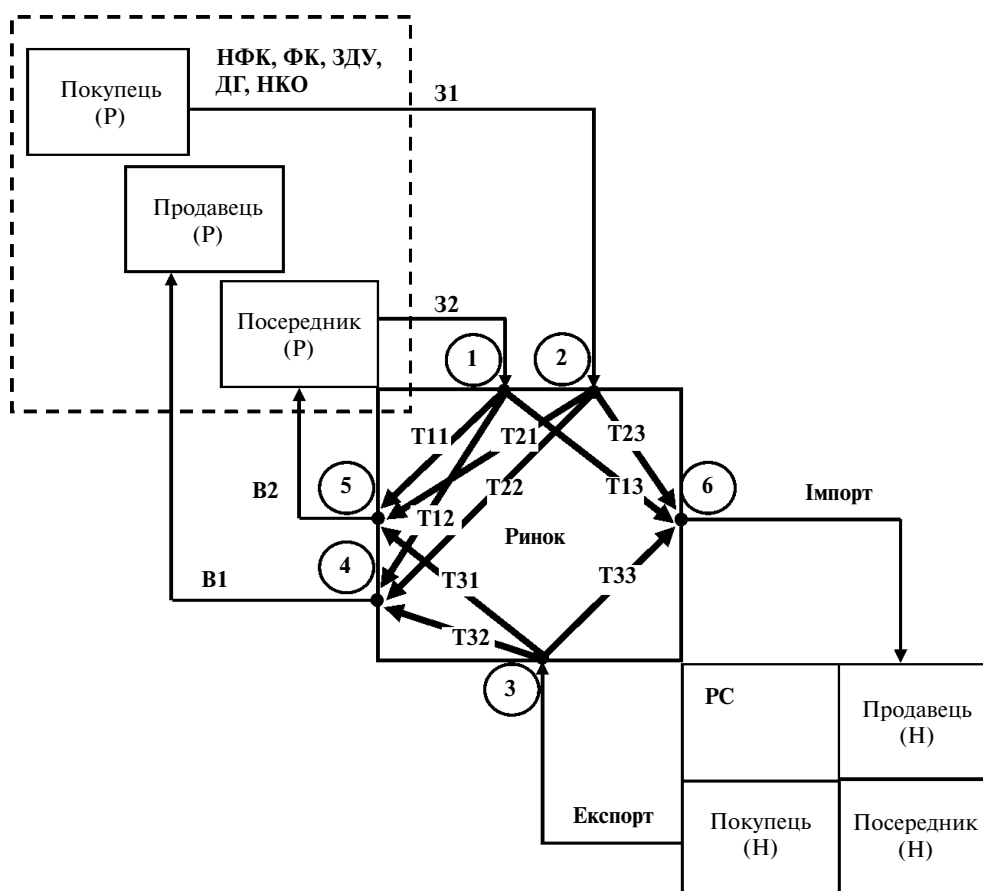 НФК, ФК, ЗДУ,
ДГ, НКО
Покупець
(Р)
З1
Продавець
(Р)
Посередник
(Р)
З2
1
2
Т11
Т21
Т23
5
В2
Т22
Т13
6
Імпорт
Т12
Ринок
4
В1
Т31
Т33
Т32
3
РС
Продавець
(Н)
Експорт
Покупець
(Н)
Посередник
(Н)